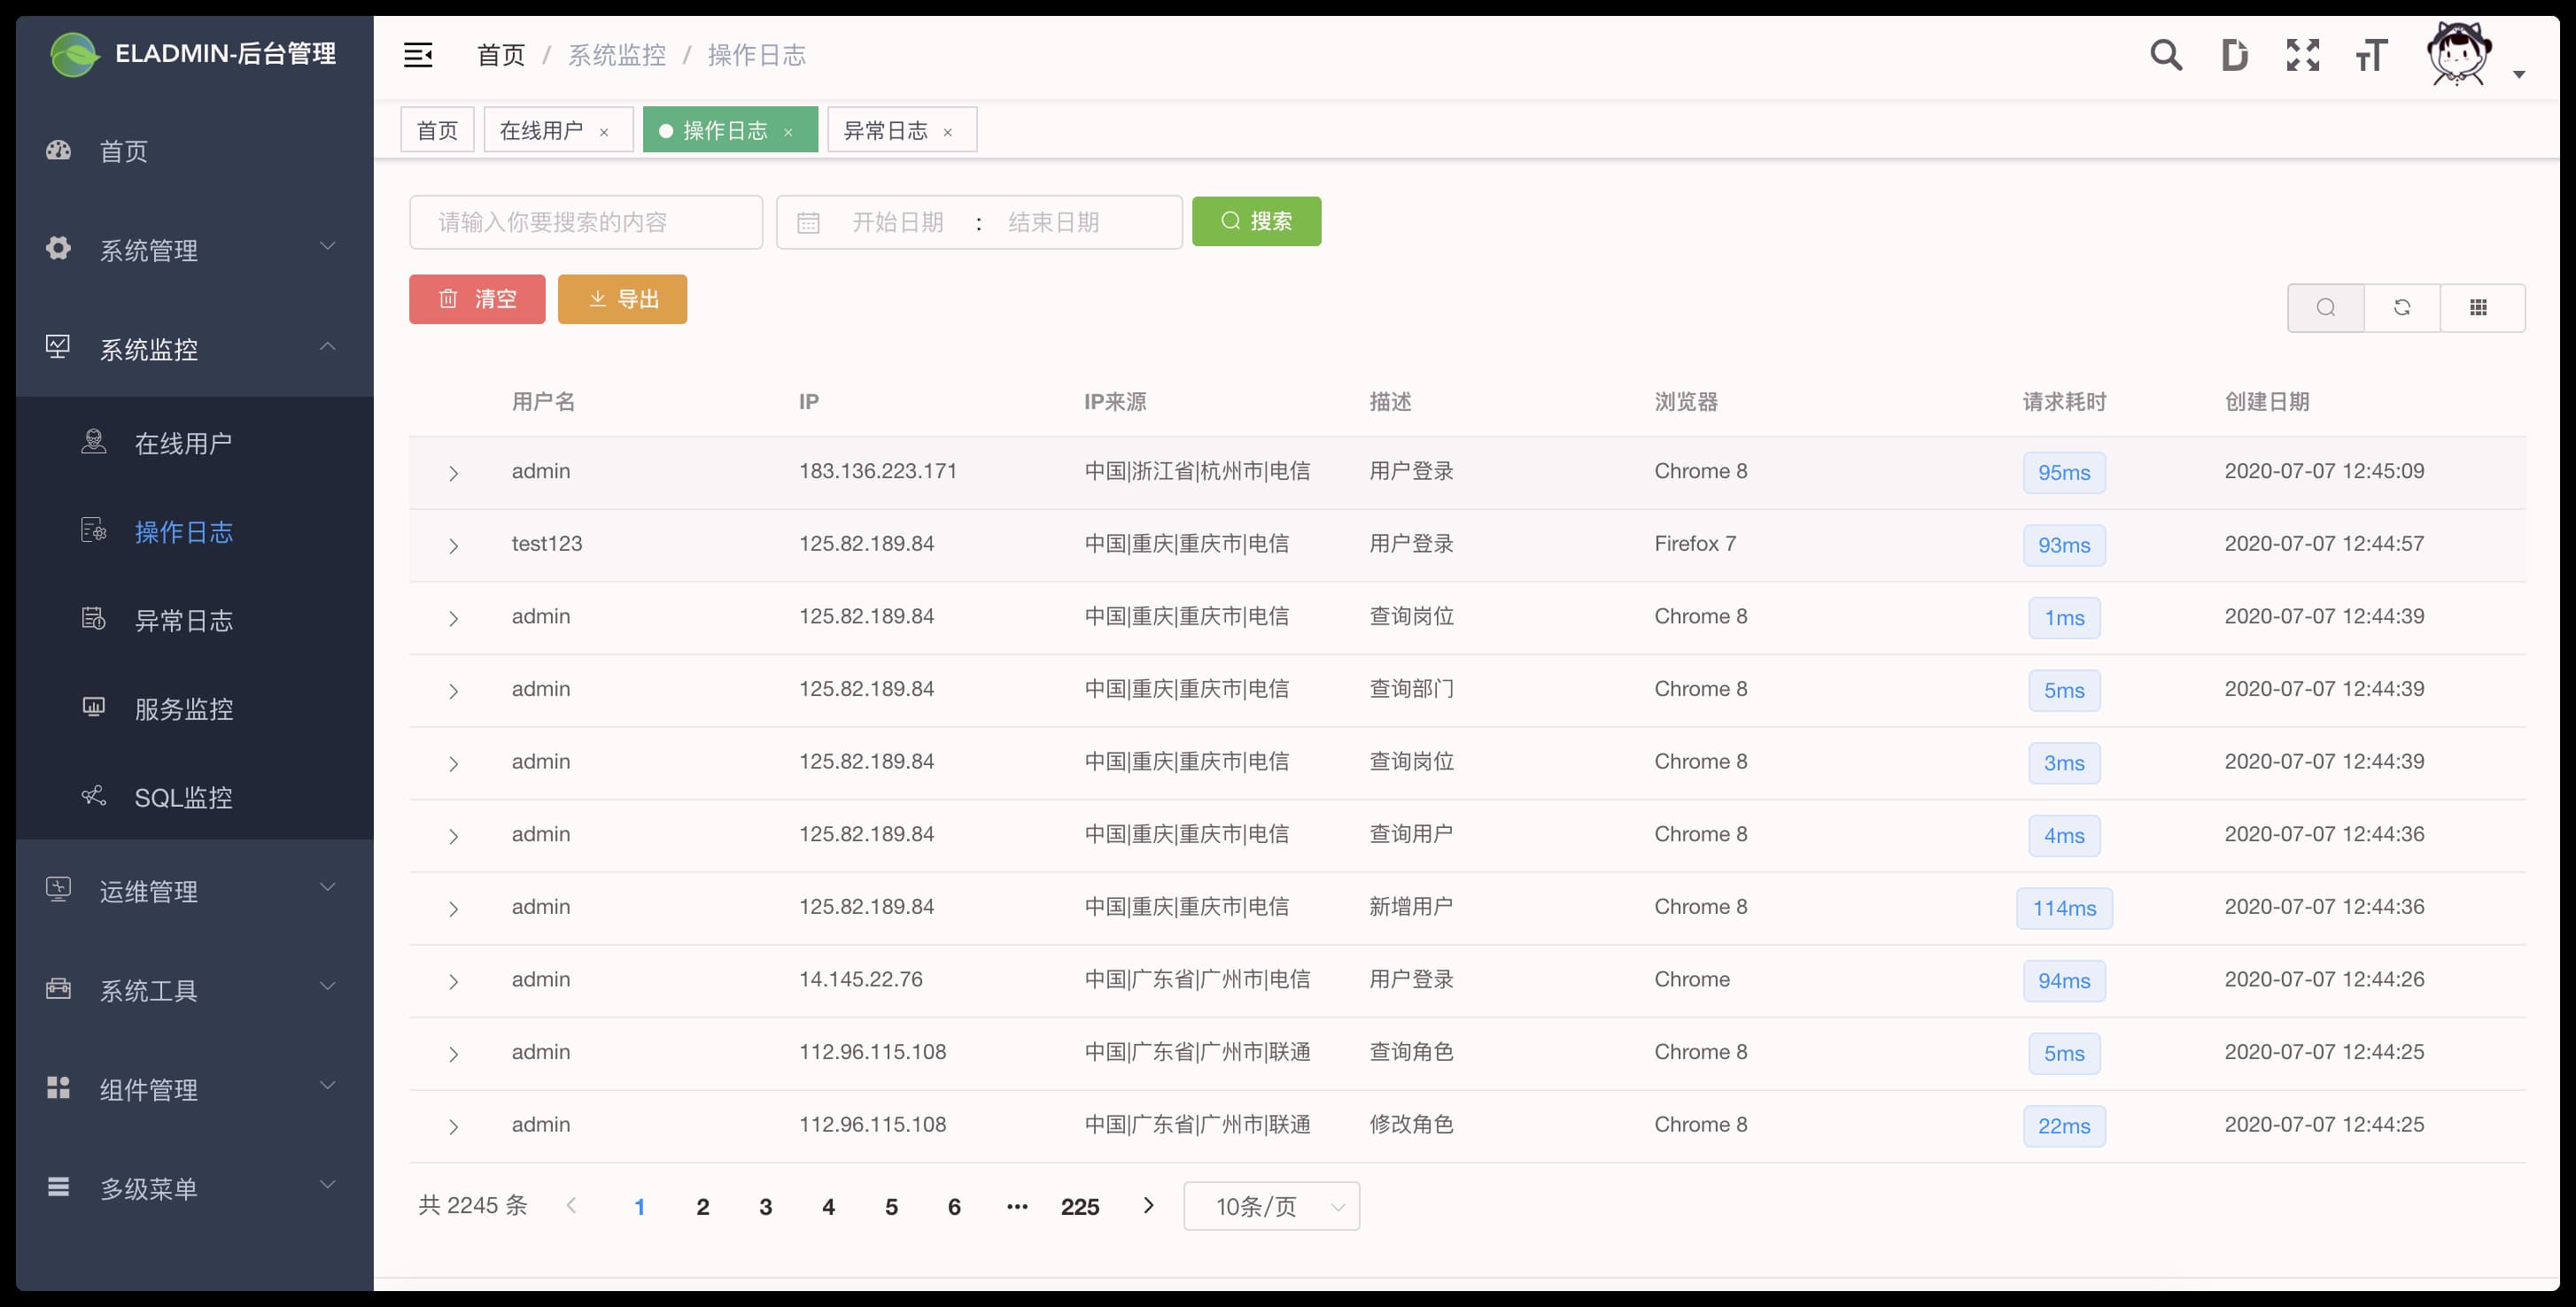 ELADMIN-后台管理
首页
系统管理
系统监控
在线用户
操作日志
异常日志
服务监控
SQL监控
运维管理
系统工具
组件管理
多级菜单
首页 / 系统监控 / 操作日志
首页 在线用户 × 操作日志 × 异常日志 ×
请输入你要搜索的内容 开始日期 : 结束日期 搜索
清空 导出
用户名 IP IP来源 描述 浏览器 请求耗时 创建日期
admin 183.136.223.171 中国|浙江省|杭州市|电信 用户登录 Chrome 8 95ms 2020-07-07 12:45:09
test123 125.82.189.84 中国|重庆|重庆市|电信 用户登录 Firefox 7 93ms 2020-07-07 12:44:57
admin 125.82.189.84 中国|重庆|重庆市|电信 查询岗位 Chrome 8 1ms 2020-07-07 12:44:39
admin 125.82.189.84 中国|重庆|重庆市|电信 查询部门 Chrome 8 5ms 2020-07-07 12:44:39
admin 125.82.189.84 中国|重庆|重庆市|电信 查询岗位 Chrome 8 3ms 2020-07-07 12:44:39
admin 125.82.189.84 中国|重庆|重庆市|电信 查询用户 Chrome 8 4ms 2020-07-07 12:44:36
admin 125.82.189.84 中国|重庆|重庆市|电信 新增用户 Chrome 8 114ms 2020-07-07 12:44:36
admin 14.145.22.76 中国|广东省|广州市|电信 用户登录 Chrome 94ms 2020-07-07 12:44:26
admin 112.96.115.108 中国|广东省|广州市|联通 查询角色 Chrome 8 5ms 2020-07-07 12:44:25
admin 112.96.115.108 中国|广东省|广州市|联通 修改角色 Chrome 8 22ms 2020-07-07 12:44:25
共 2245 条 1 2 3 4 5 6 ••• 225 10条/页